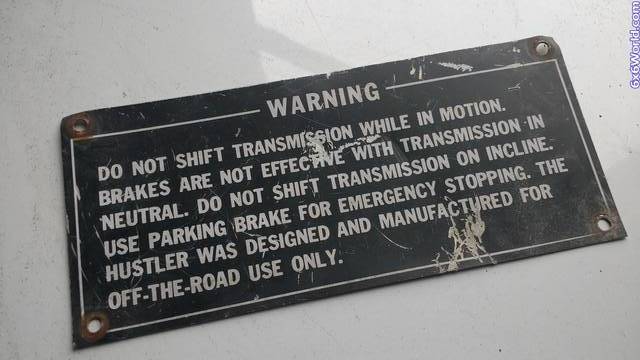 WARNING
DO NOT SHIFT TRANSMISSION WHILE IN MOTION.
BRAKES ARE NOT EFFECTIVE WITH TRANSMISSION IN
NEUTRAL. DO NOT SHIFT TRANSMISSION ON INCLINE.
USE PARKING BRAKE FOR EMERGENCY STOPPING. THE
HUSTLER WAS DESIGNED AND MANUFACTURED FOR
OFF-THE-ROAD USE ONLY.
6x6World.com